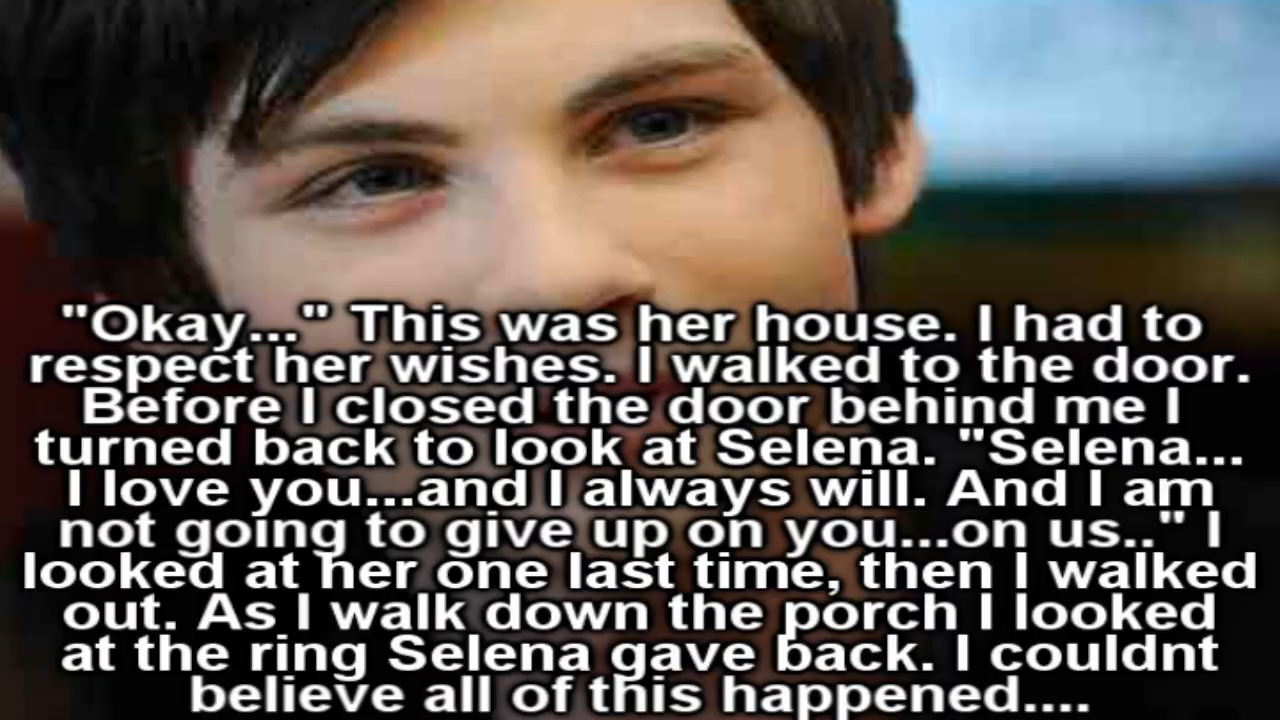 "Okay..." This was her house. I had to
respect her wishes. I walked to the door.
Before I closed the door behind me I
turned back to look at Selena. "Selena...
I love you...and I always will. And I am
not going to give up on you...on us.." I
looked at her one last time, then I walked
out. As I walk down the porch I looked
at the ring Selena gave back. I couldnt
believe all of this happened....